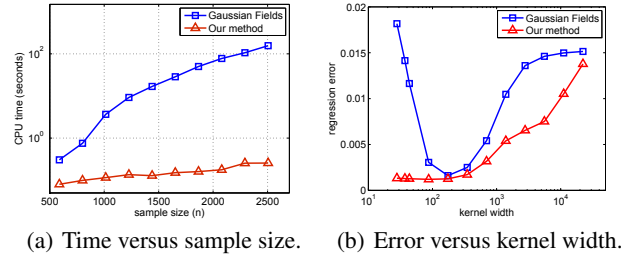 Gaussian Fields
Our method
CPU time (seconds)
10^2
10^0
500 1000 1500 2000 2500
sample size (n)
(a) Time versus sample size.
Gaussian Fields
Our method
regression error
0.02
0.015
0.01
0.005
0
10^1 10^2 10^3 10^4
kernel width
(b) Error versus kernel width.